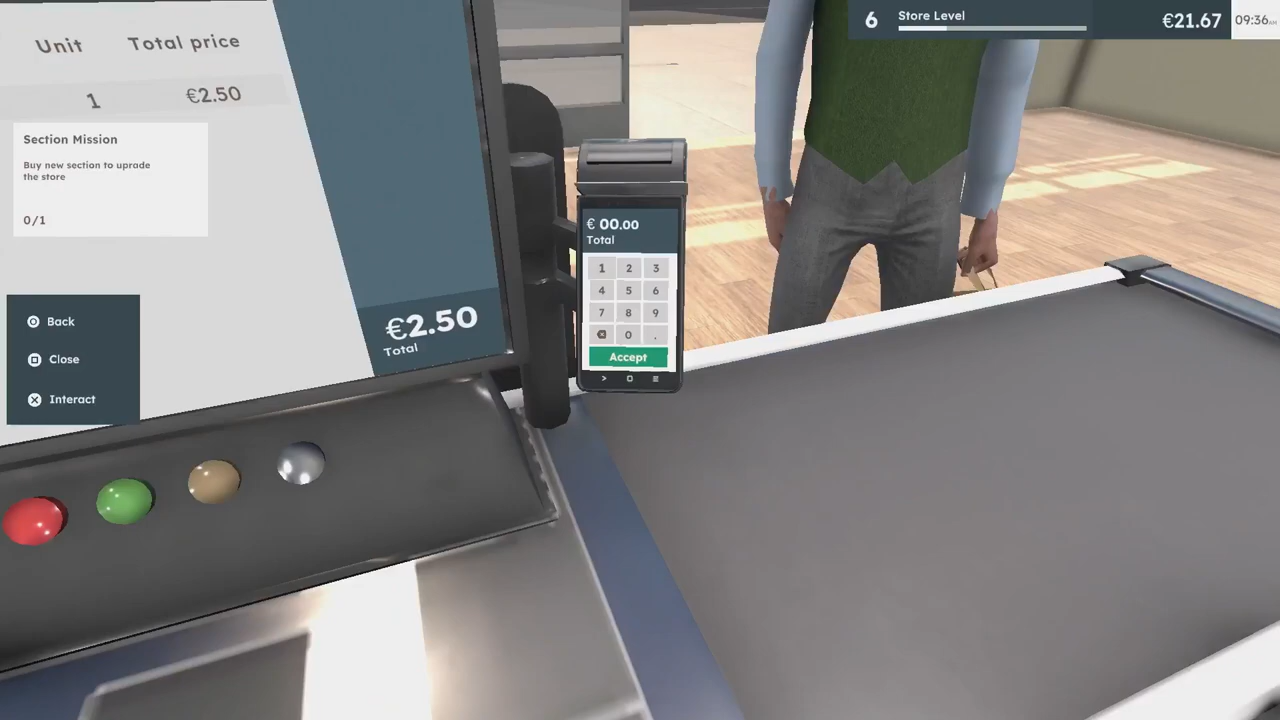 Unit Total price
1 €2.50
Section Mission
Buy new section to uprade
the store
0/1
Back
Close
Interact
€2.50
Total
€ 00.00
Total
1 2 3
4 5 6
7 8 9
0 .
Accept
6 Store Level €21.67 09:36